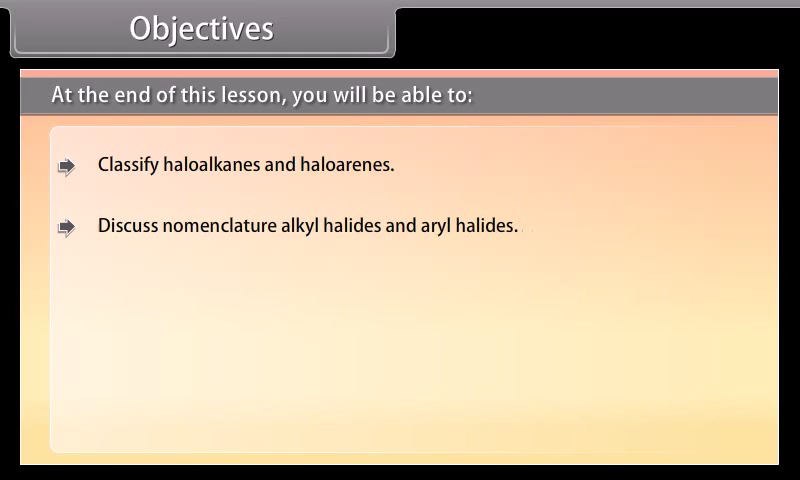 Objectives
At the end of this lesson, you will be able to:
Classify haloalkanes and haloarenes.
Discuss nomenclature alkyl halides and aryl halides.